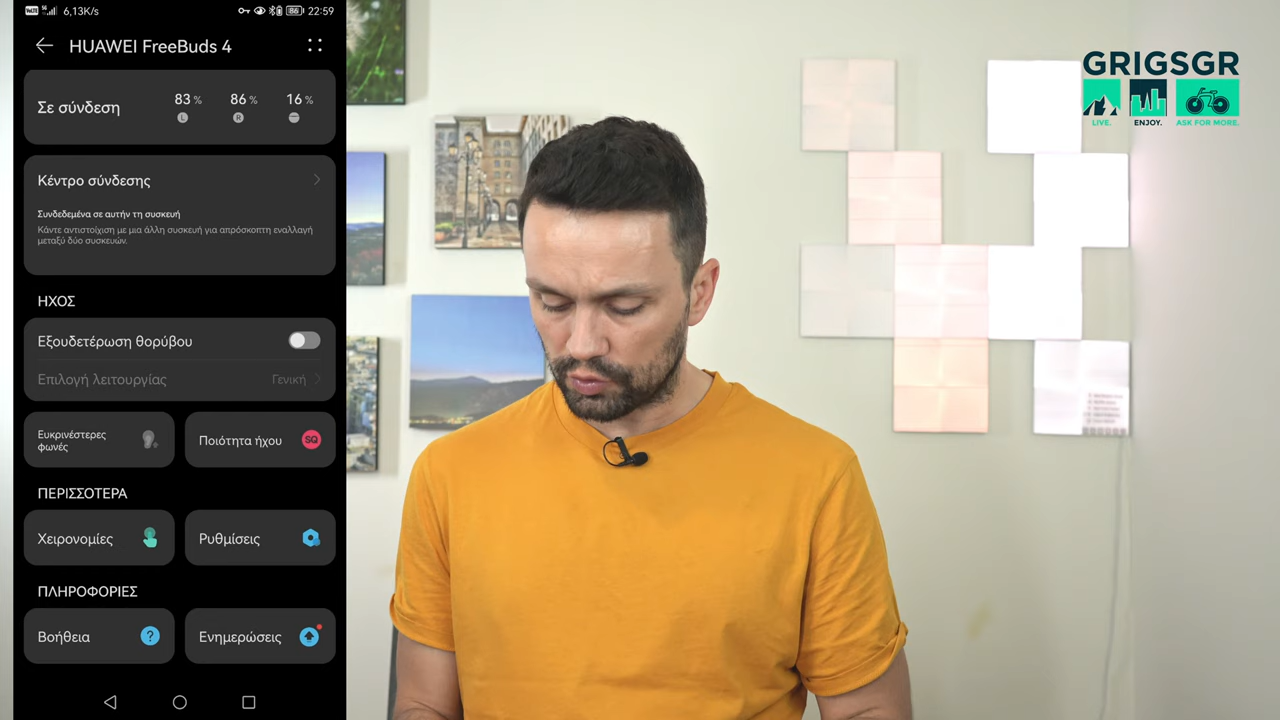 6,13K/s
86
22:59
HUAWEI FreeBuds 4
Σε σύνδεση
83 %
86 %
16 %
L
R
Κέντρο σύνδεσης
Συνδεδεμένα σε αυτήν τη συσκευή
Κάντε αντιστοίχιση με μια άλλη συσκευή για απρόσκοπτη εναλλαγή
μεταξύ δύο συσκευών.
ΗΧΟΣ
Εξουδετέρωση θορύβου
Επιλογή λειτουργίας
Γενική
Ευκρινέστερες
φωνές
Ποιότητα ήχου
SQ
ΠΕΡΙΣΣΟΤΕΡΑ
Χειρονομίες
Ρυθμίσεις
ΠΛΗΡΟΦΟΡΙΕΣ
Βοήθεια
?
Ενημερώσεις
GRIGSGR
LIVE.
ENJOY.
ASK FOR MORE.